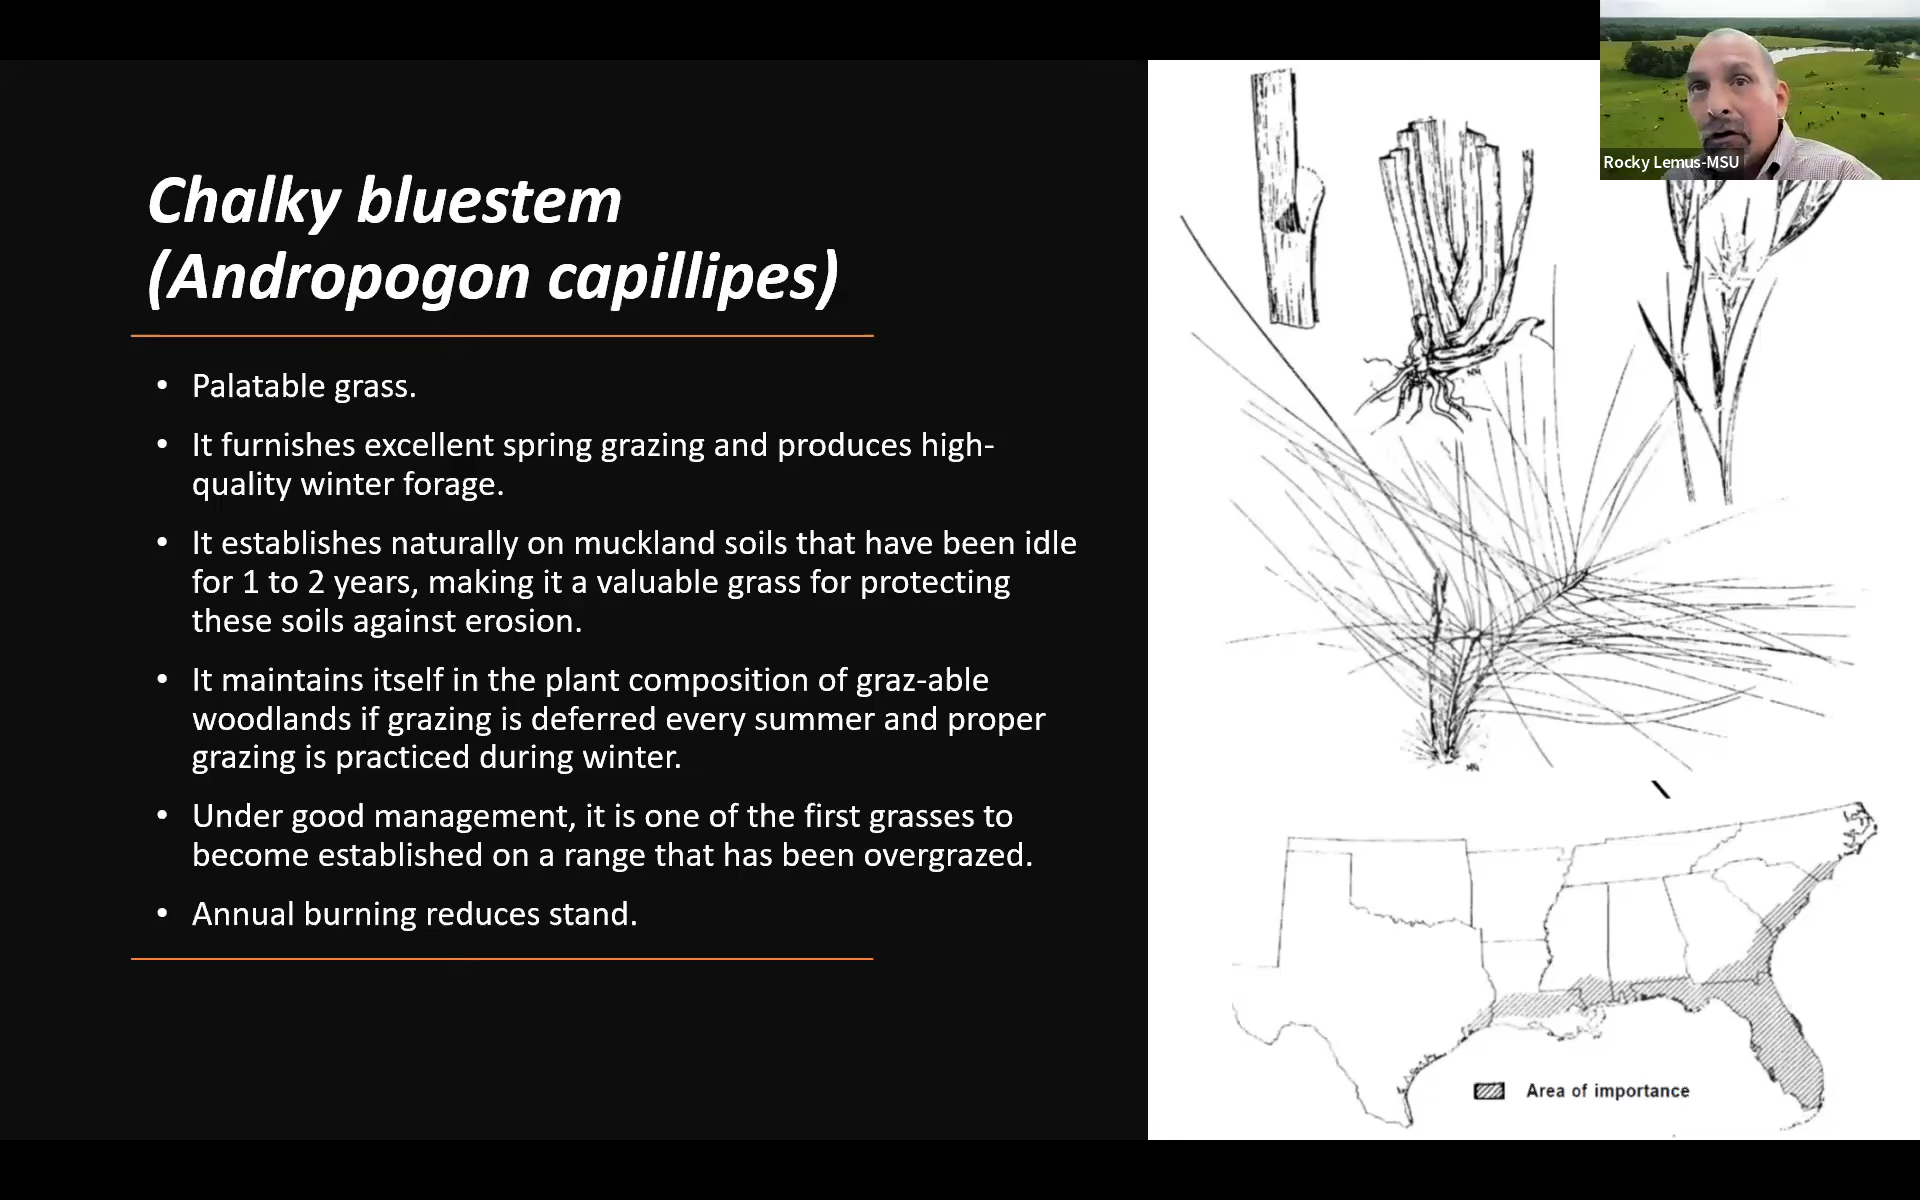 Rocky Lemus-MSU
Chalky bluestem
(Andropogon capillipes)
• Palatable grass.
• It furnishes excellent spring grazing and produces high-
quality winter forage.
• It establishes naturally on muckland soils that have been idle
for 1 to 2 years, making it a valuable grass for protecting
these soils against erosion.
• It maintains itself in the plant composition of graz-able
woodlands if grazing is deferred every summer and proper
grazing is practiced during winter.
• Under good management, it is one of the first grasses to
become established on a range that has been overgrazed.
• Annual burning reduces stand.
Area of importance